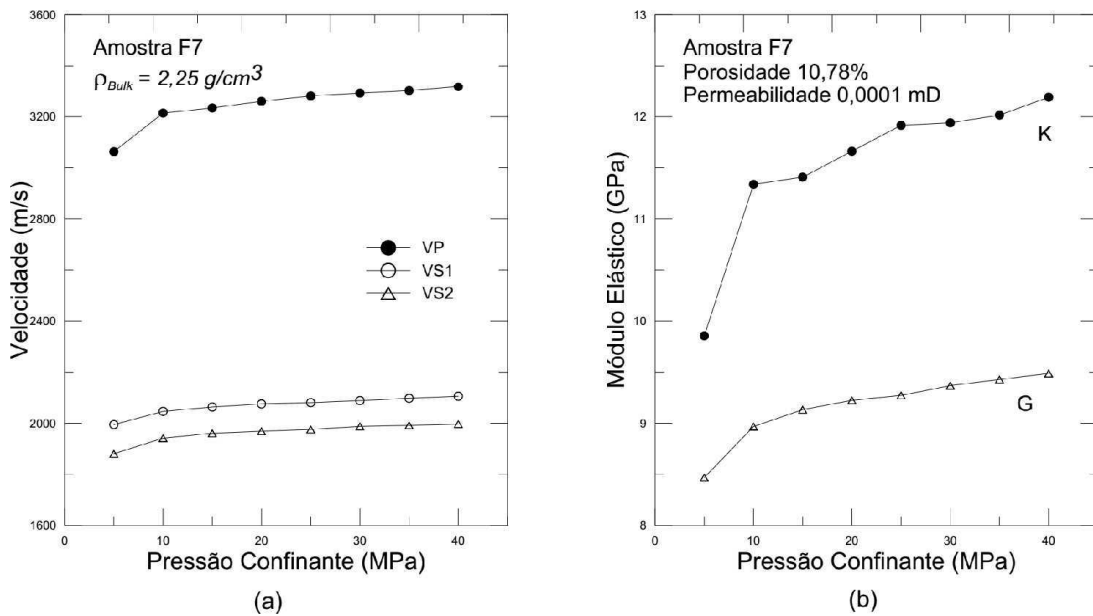 Amostra F7
ρBulk = 2,25 g/cm3
Velocidade (m/s)
3600
3200
2800
2400
2000
1600
VP
VS1
VS2
0
10
20
30
40
Pressão Confinante (MPa)
(a)
Amostra F7
Porosidade 10,78%
Permeabilidade 0,0001 mD
Módulo Elástico (GPa)
13
12
11
10
9
8
K
G
0
10
20
30
40
Pressão Confinante (MPa)
(b)